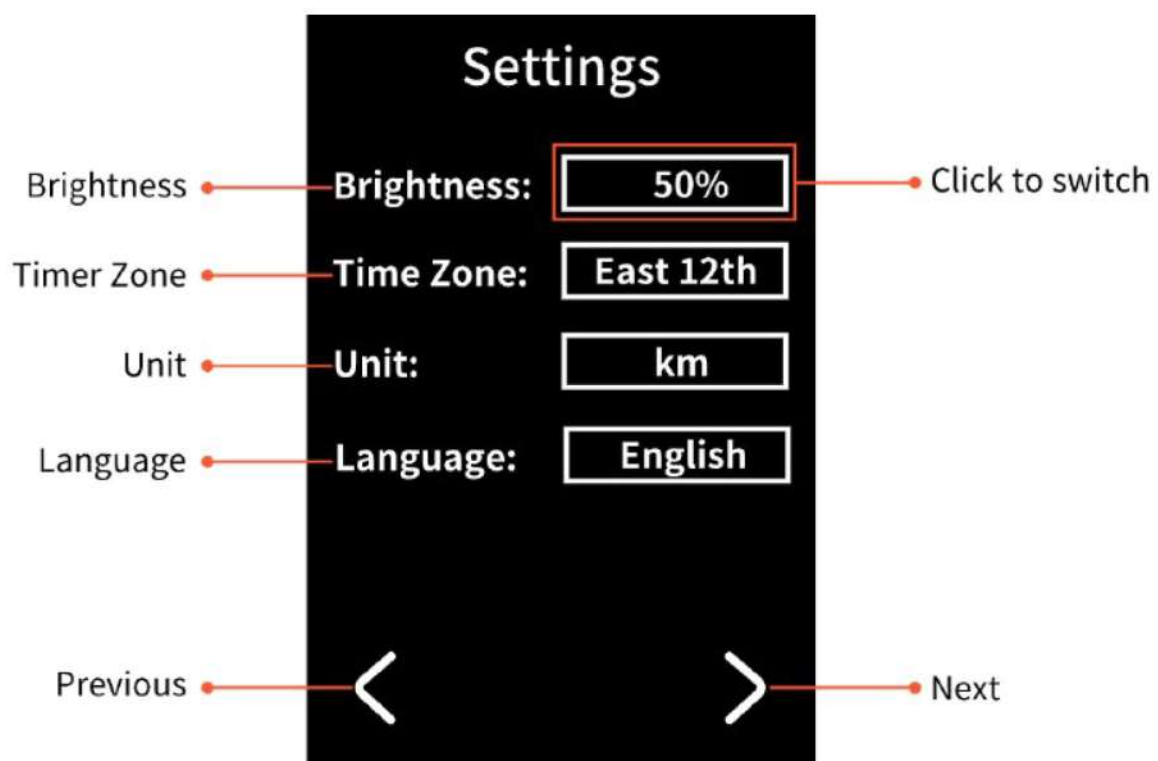 Settings
Brightness Brightness: 50% Click to switch
Timer Zone Time Zone: East 12th
Unit Unit: km
Language Language: English
Previous Next